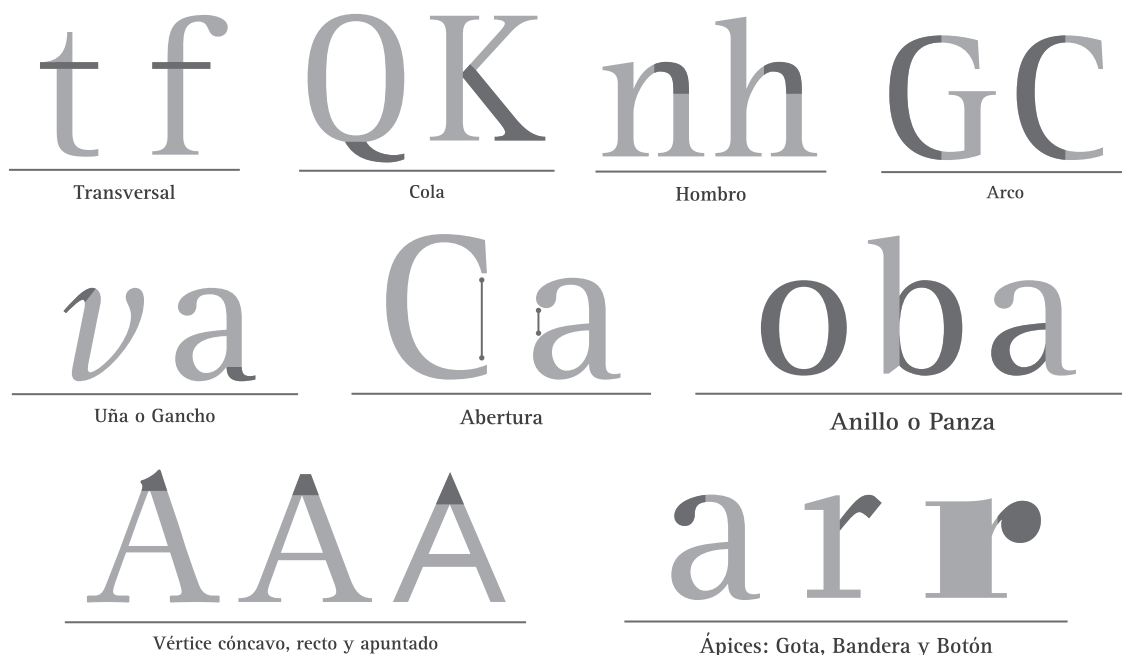 t f
QK
nh
GC
Transversal
Cola
Hombro
Arco
va
Ca
oba
Uña o Gancho
Abertura
Anillo o Panza
AAA
arr
Vértice cóncavo, recto y apuntado
Ápices: Gota, Bandera y Botón